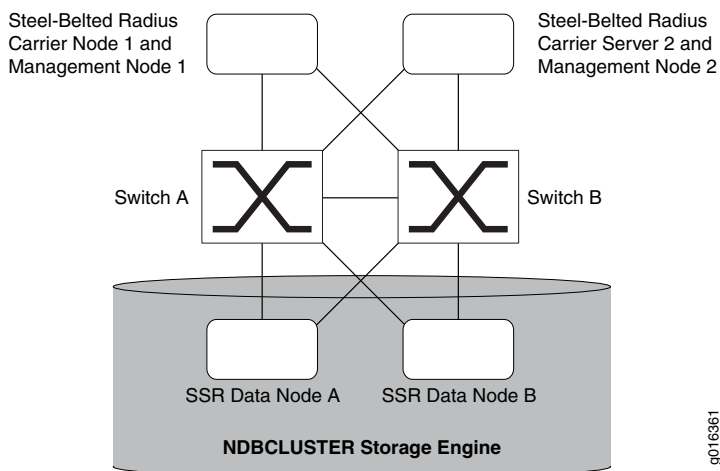 Steel-Belted Radius
Carrier Node 1 and
Management Node 1
Steel-Belted Radius
Carrier Server 2 and
Management Node 2
Switch A
Switch B
SSR Data Node A
SSR Data Node B
NDBCLUSTER Storage Engine
g016361